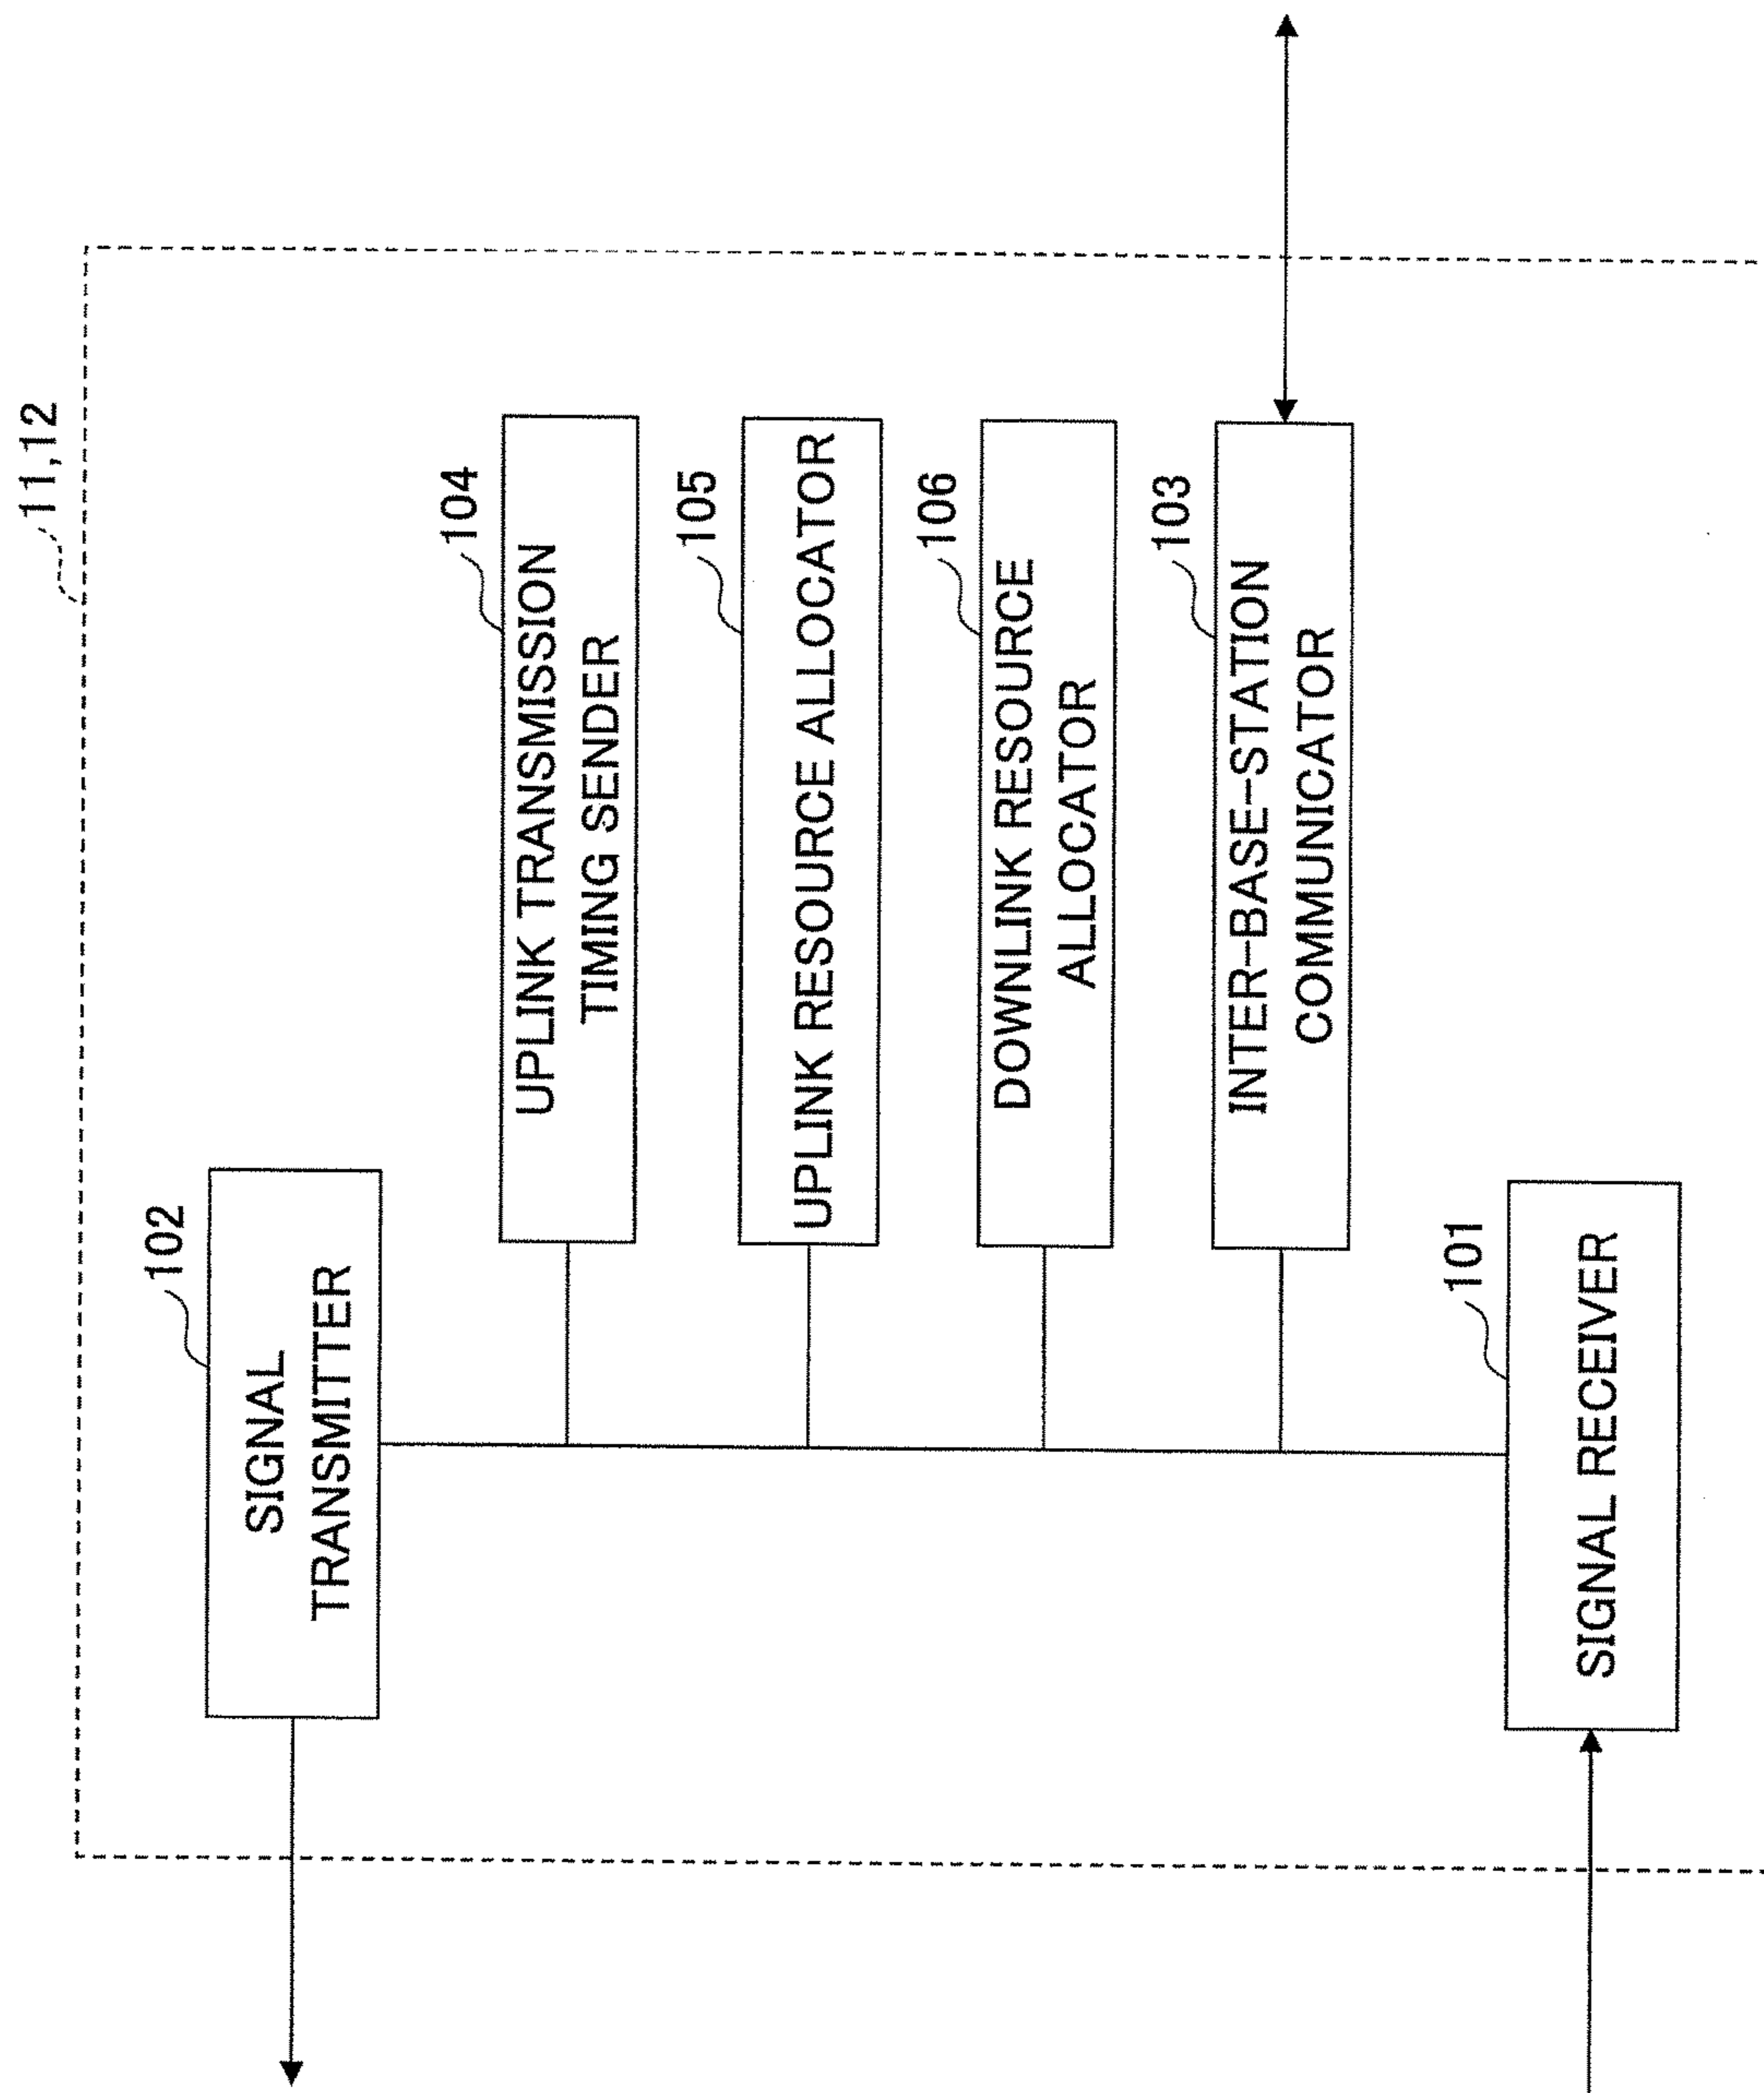 11,12
102
SIGNAL
TRANSMITTER
104
UPLINK TRANSMISSION
TIMING SENDER
105
UPLINK RESOURCE ALLOCATOR
106
DOWNLINK RESOURCE
ALLOCATOR
103
INTER-BASE-STATION
COMMUNICATOR
101
SIGNAL RECEIVER